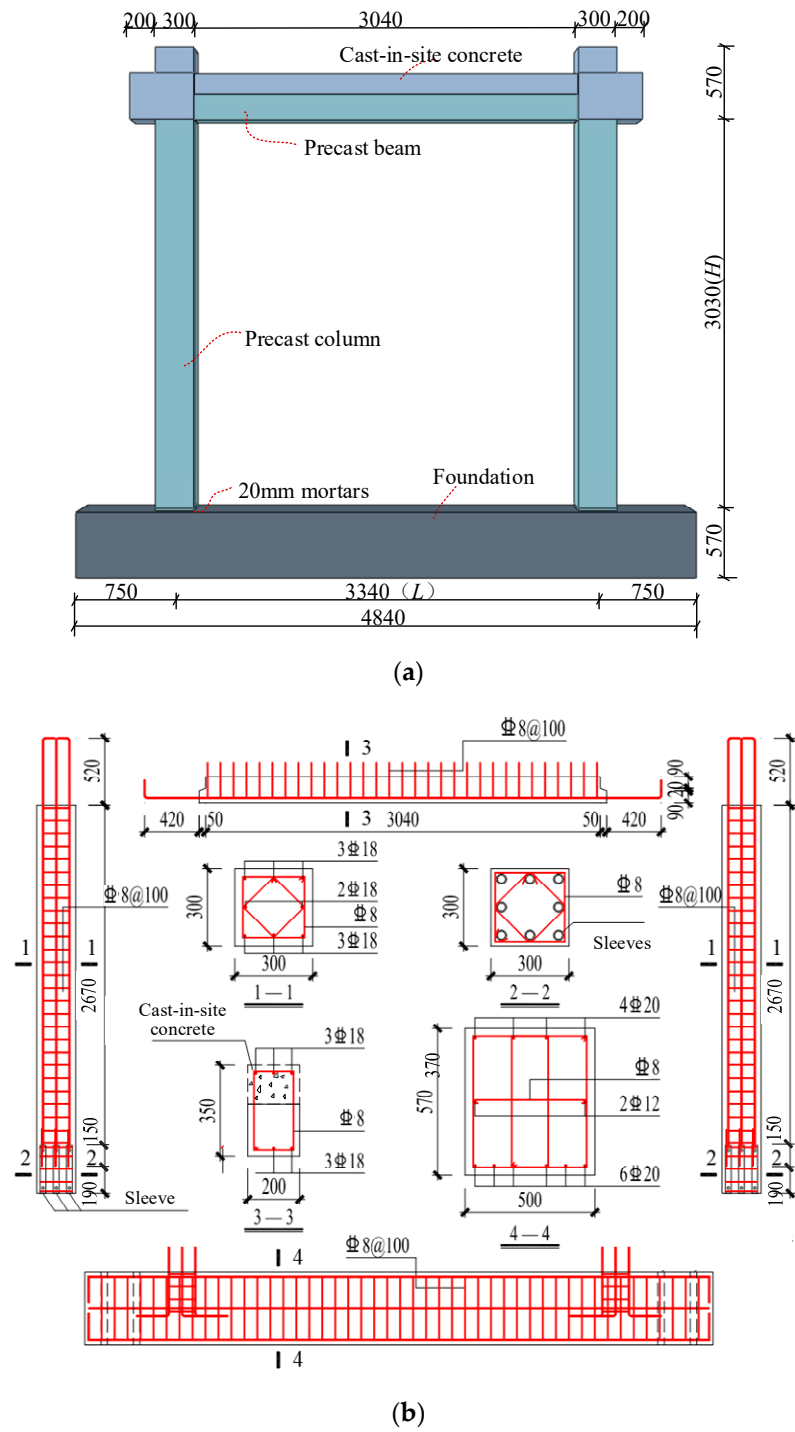 200 300 3040 300 200
Cast-in-site concrete
570
Precast beam
3030(H)
Precast column
Foundation
20mm mortars
570
750 3340 (L) 750
4840
(a)
3
Φ8@100
520
90
120
90
520
420 50 3 3040 50 420
3Φ18
300
2Φ18
Φ8
3Φ18
300
1—1
300
Φ8
Sleeves
300
2—2
Φ8@100
Φ8@100
1 1
1 1
2670
2670
Cast-in-site
concrete
3Φ18
350
Φ8
3Φ18
200
3—3
4Φ20
370
570
Φ8
2Φ12
6Φ20
500
4—4
150
150
2 2
2 2
190
190
Sleeve
4
Φ8@100
4
(b)